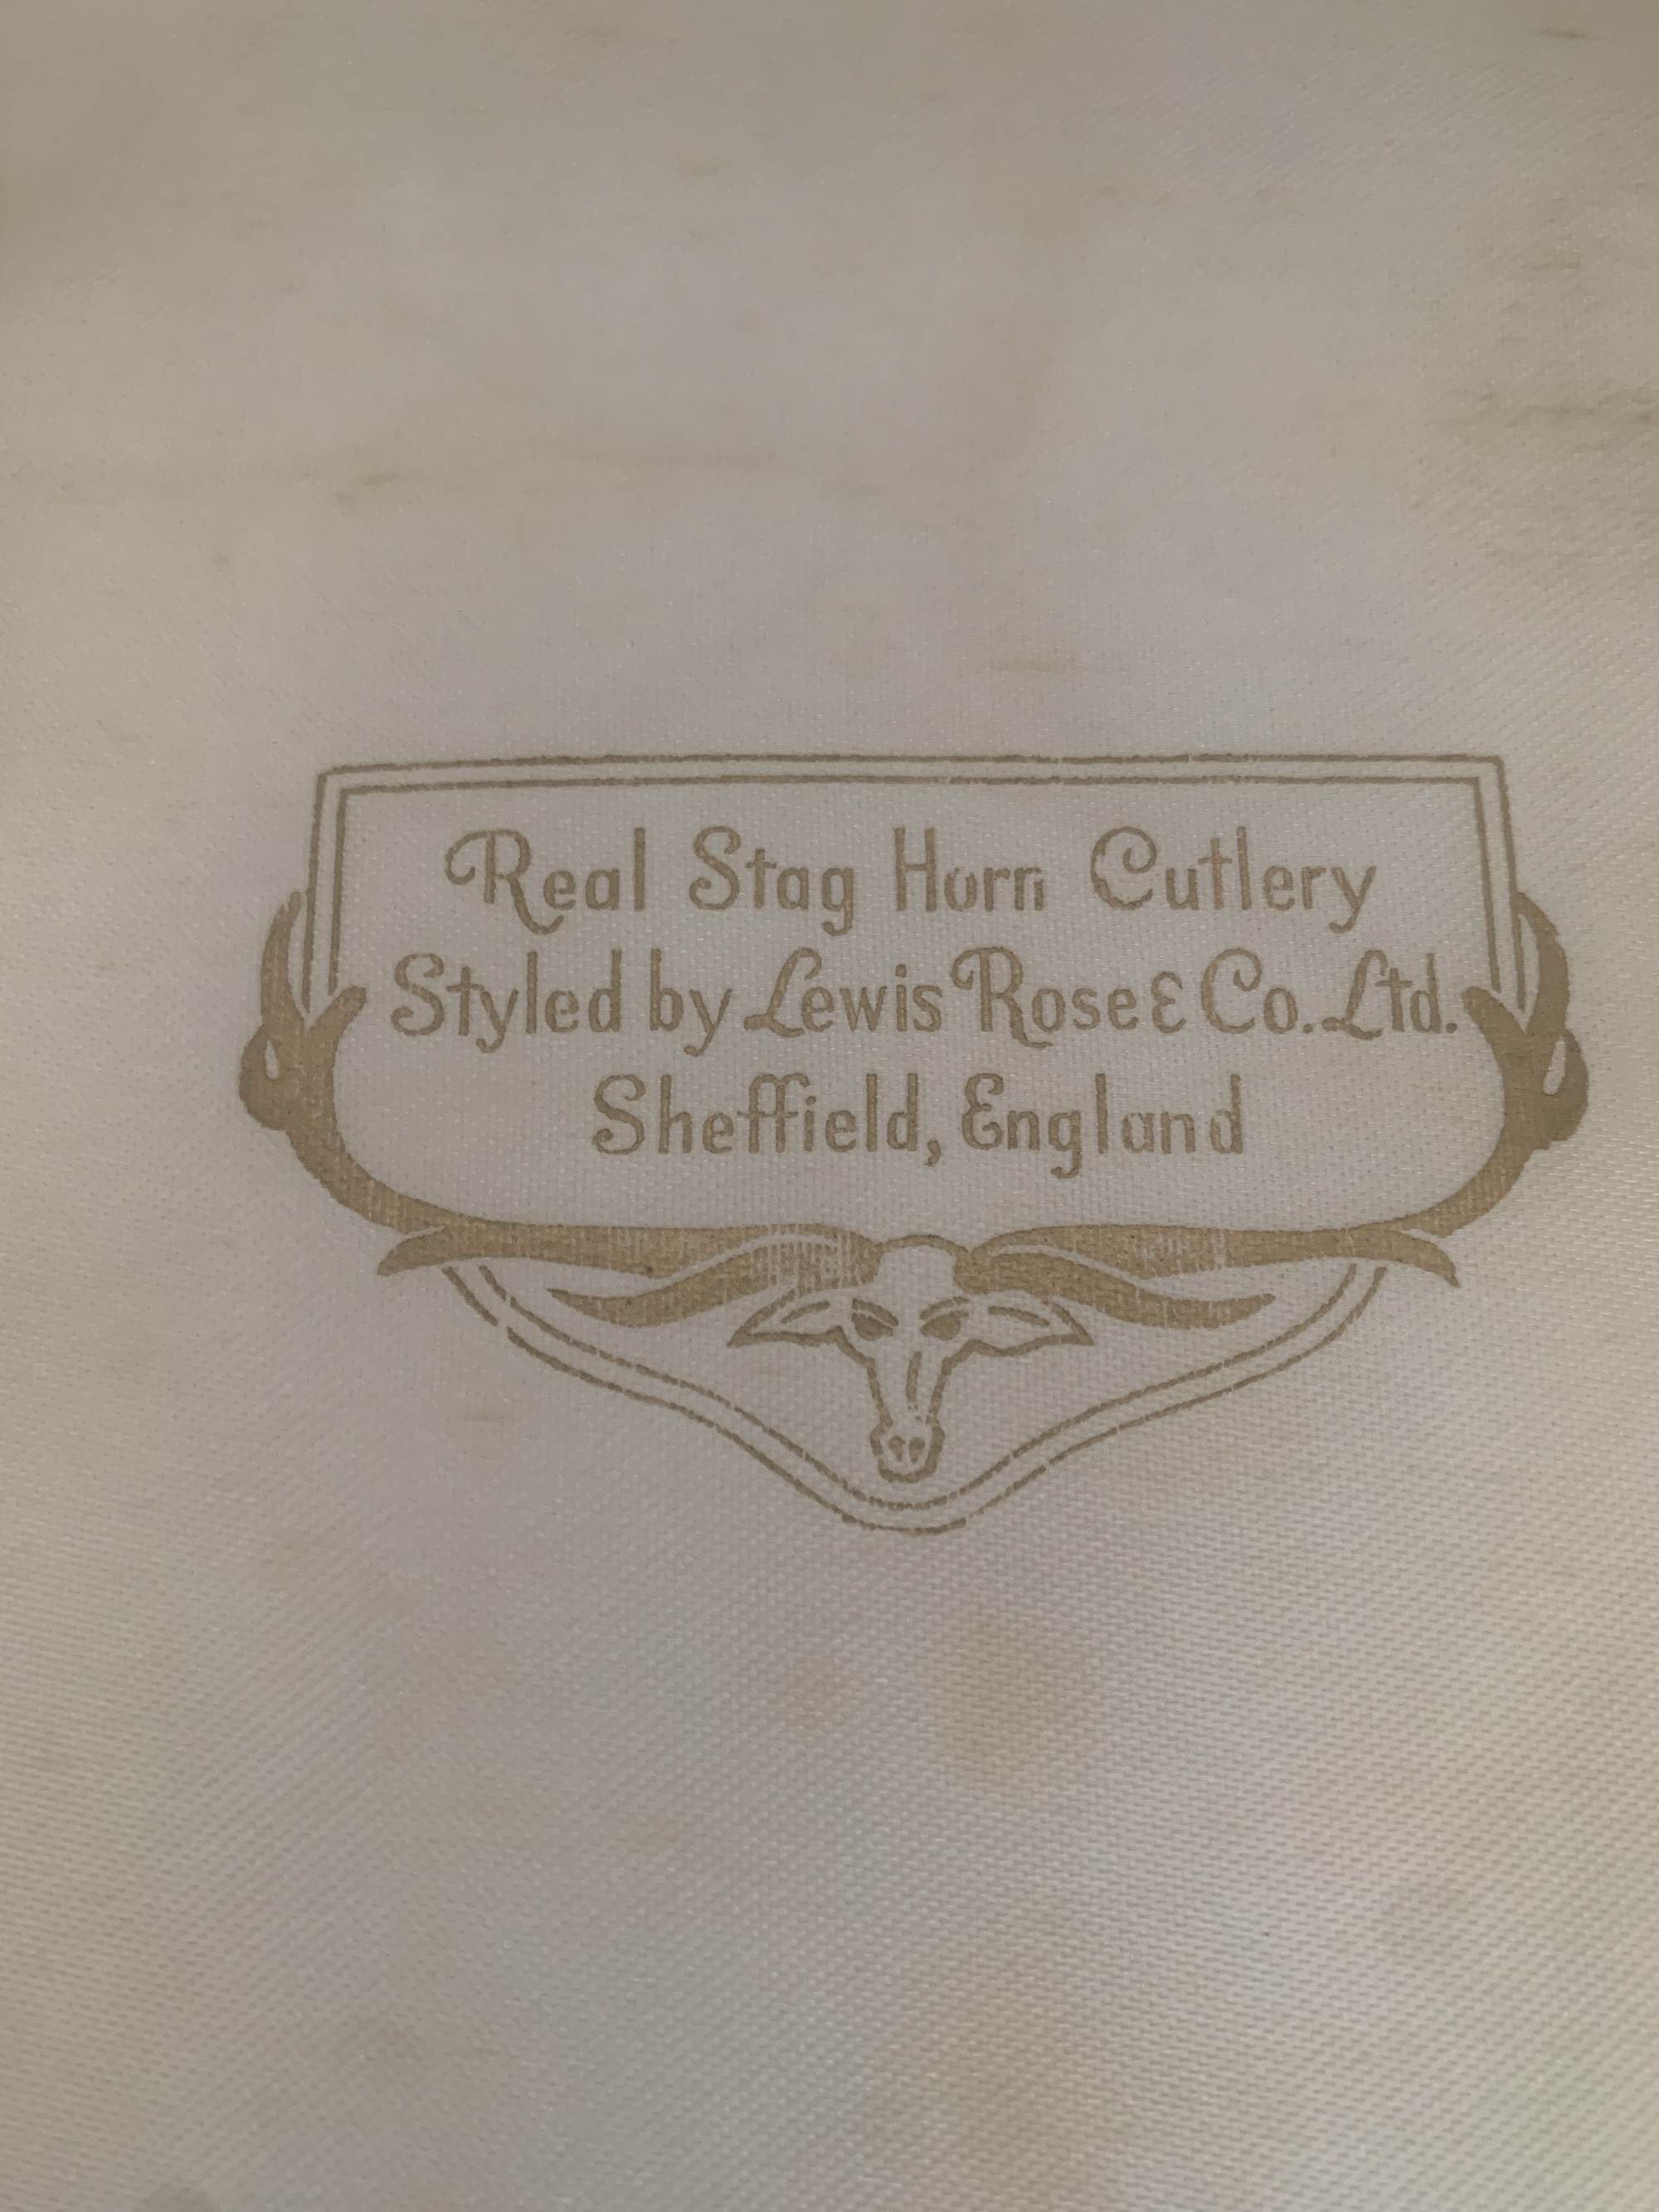 Real Stag Horn Cutlery
Styled by Lewis Rose & Co. Ltd.
Sheffield, England